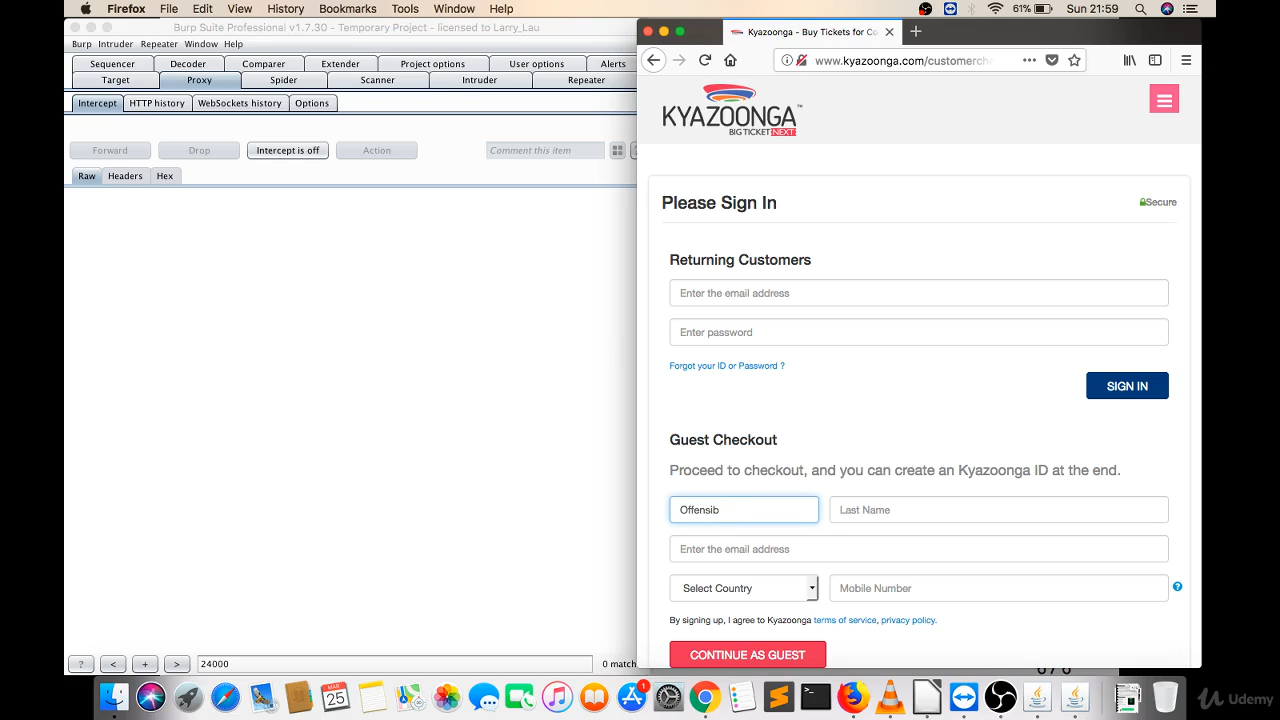 Firefox File Edit View History Bookmarks Tools Window Help 61% Sun 21:59
Burp Suite Professional v1.7.30 - Temporary Project - licensed to Larry_Lau
Burp Intruder Repeater Window Help
Sequencer Decoder Comparer Extender Project options User options Alerts
Target Proxy Spider Scanner Intruder Repeater
Intercept HTTP history WebSockets history Options
Forward Drop Intercept is off Action Comment this item
Raw Headers Hex
? < + > 24000 0 match
Kyazoonga - Buy Tickets for Co
www.kyazoonga.com/customerche
KYAZOONGA™
BIG TICKET NEXT
Please Sign In
Secure
Returning Customers
Enter the email address
Enter password
Forgot your ID or Password ?
SIGN IN
Guest Checkout
Proceed to checkout, and you can create an Kyazoonga ID at the end.
Offensib Last Name
Enter the email address
Select Country Mobile Number
By signing up, I agree to Kyazoonga terms of service, privacy policy.
CONTINUE AS GUEST
MAR
25
1
Udemy